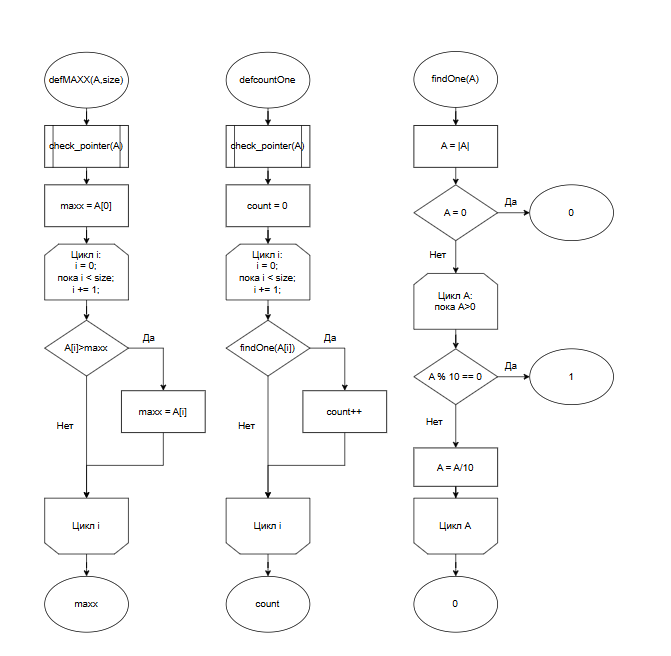 defMAXX(A,size)
check_pointer(A)
maxx = A[0]
Цикл i:
i = 0;
пока i < size;
i += 1;
A[i]>maxx
Да
maxx = A[i]
Нет
Цикл i
maxx
defcountOne
check_pointer(A)
count = 0
Цикл i:
i = 0;
пока i < size;
i += 1;
findOne(A[i])
Да
count++
Нет
Цикл i
count
findOne(A)
A = |A|
A = 0
Да
0
Нет
Цикл A:
пока A>0
A % 10 == 0
Да
1
Нет
A = A/10
Цикл A
0